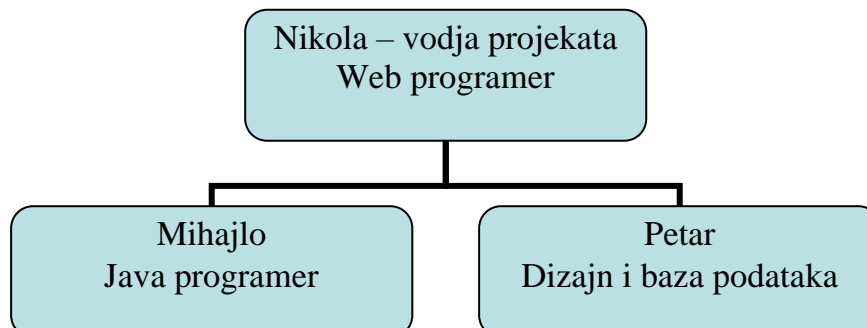 Nikola – vodja projekata
Web programer
Mihajlo
Java programer
Petar
Dizajn i baza podataka